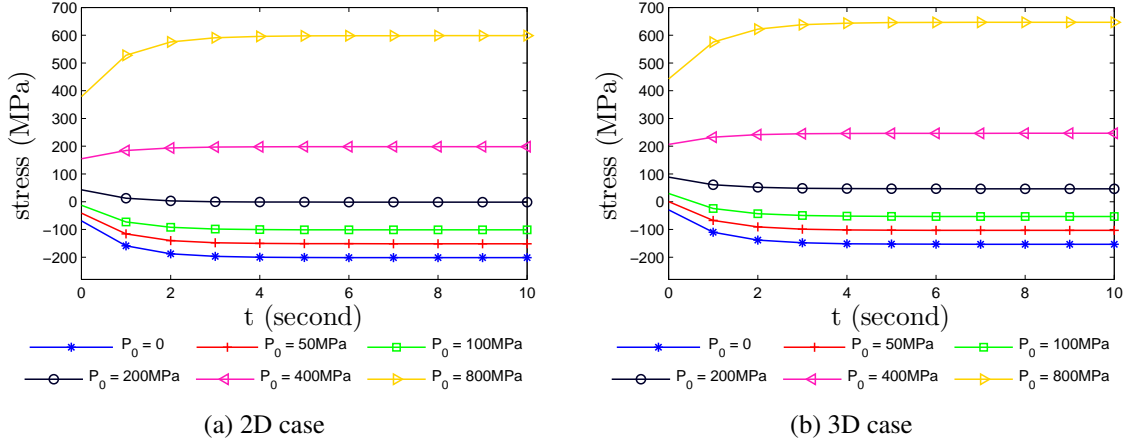 700
600
500
400
300
200
100
0
−100
−200
stress (MPa)
0 2 4 6 8 10
t (second)
P0 = 0 P0 = 50MPa P0 = 100MPa
P0 = 200MPa P0 = 400MPa P0 = 800MPa
(a) 2D case
700
600
500
400
300
200
100
0
−100
−200
stress (MPa)
0 2 4 6 8 10
t (second)
P0 = 0 P0 = 50MPa P0 = 100MPa
P0 = 200MPa P0 = 400MPa P0 = 800MPa
(b) 3D case